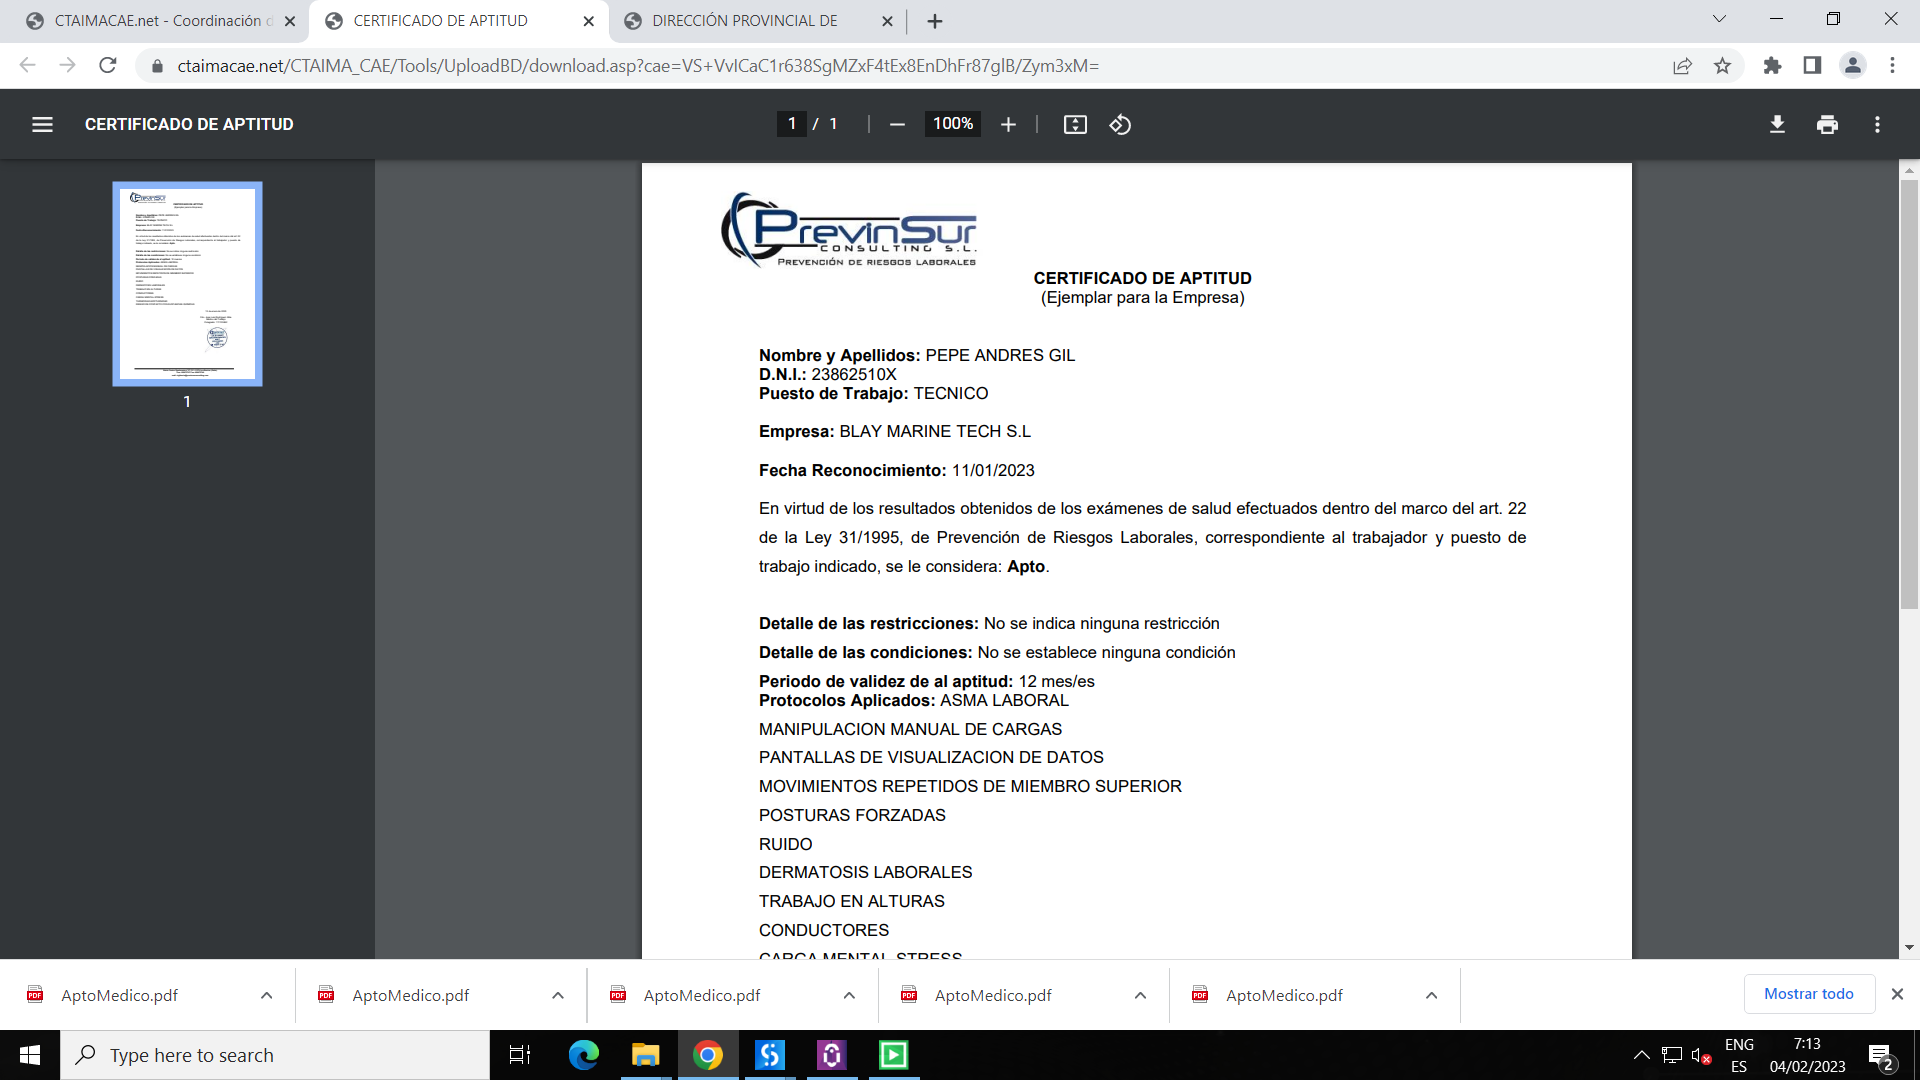 CTAIMACAE.net - Coordinación d
CERTIFICADO DE APTITUD
DIRECCIÓN PROVINCIAL DE
ctaimacae.net/CTAIMA_CAE/Tools/UploadBD/download.asp?cae=VS+VvICaC1r638SgMZxF4tEx8EnDhFr87glB/Zym3xM=
CERTIFICADO DE APTITUD
1 / 1
100%
1
PrevinSur
CONSULTING S.L.
PREVENCIÓN DE RIESGOS LABORALES
CERTIFICADO DE APTITUD
(Ejemplar para la Empresa)
Nombre y Apellidos: PEPE ANDRES GIL
D.N.I.: 23862510X
Puesto de Trabajo: TECNICO
Empresa: BLAY MARINE TECH S.L
Fecha Reconocimiento: 11/01/2023
En virtud de los resultados obtenidos de los exámenes de salud efectuados dentro del marco del art. 22
de la Ley 31/1995, de Prevención de Riesgos Laborales, correspondiente al trabajador y puesto de
trabajo indicado, se le considera: Apto.
Detalle de las restricciones: No se indica ninguna restricción
Detalle de las condiciones: No se establece ninguna condición
Periodo de validez de al aptitud: 12 mes/es
Protocolos Aplicados: ASMA LABORAL
MANIPULACION MANUAL DE CARGAS
PANTALLAS DE VISUALIZACION DE DATOS
MOVIMIENTOS REPETIDOS DE MIEMBRO SUPERIOR
POSTURAS FORZADAS
RUIDO
DERMATOSIS LABORALES
TRABAJO EN ALTURAS
CONDUCTORES
CARGA MENTAL STRESS
AptoMedico.pdf
AptoMedico.pdf
AptoMedico.pdf
AptoMedico.pdf
AptoMedico.pdf
Mostrar todo
Type here to search
ENG
ES
7:13
04/02/2023
2